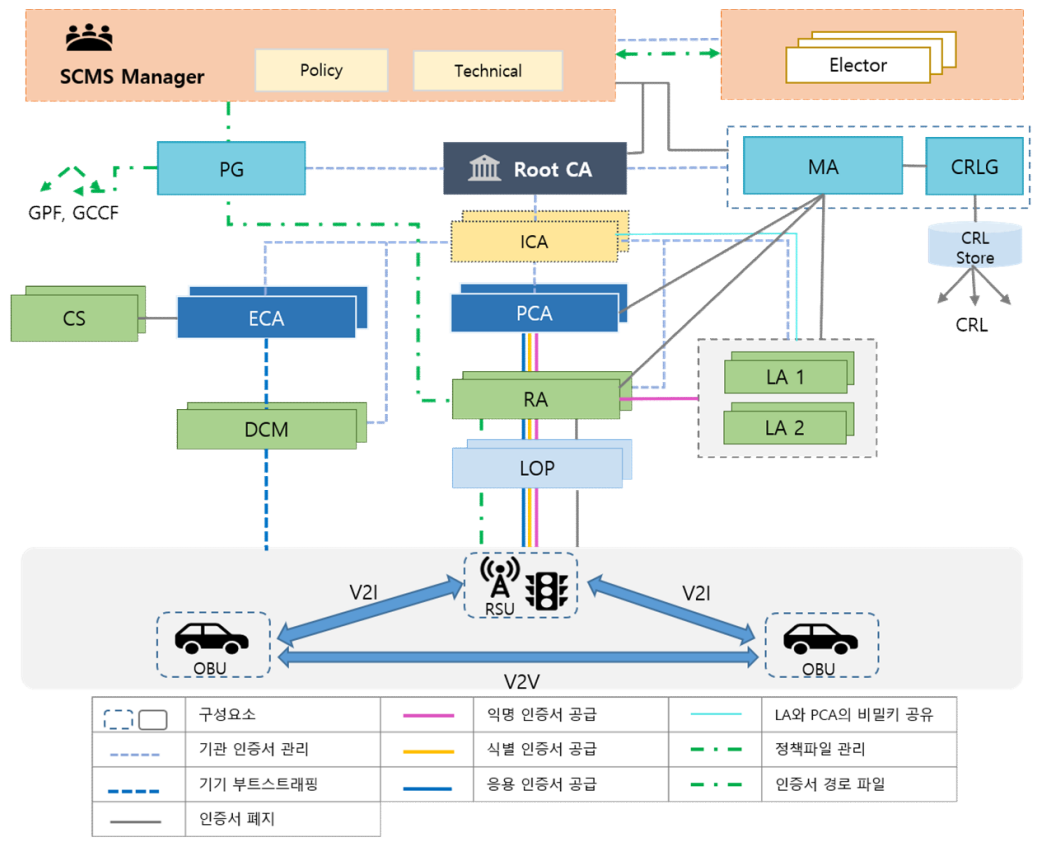 SCMS Manager
Policy
Technical
Elector
PG
Root CA
MA
CRLG
GPF, GCCF
ICA
CRL
Store
CS
ECA
PCA
CRL
LA 1
RA
DCM
LA 2
LOP
V2I
RSU
V2I
OBU
OBU
V2V
구성요소
익명 인증서 공급
LA와 PCA의 비밀키 공유
기관 인증서 관리
식별 인증서 공급
정책파일 관리
기기 부트스트래핑
응용 인증서 공급
인증서 경로 파일
인증서 폐지